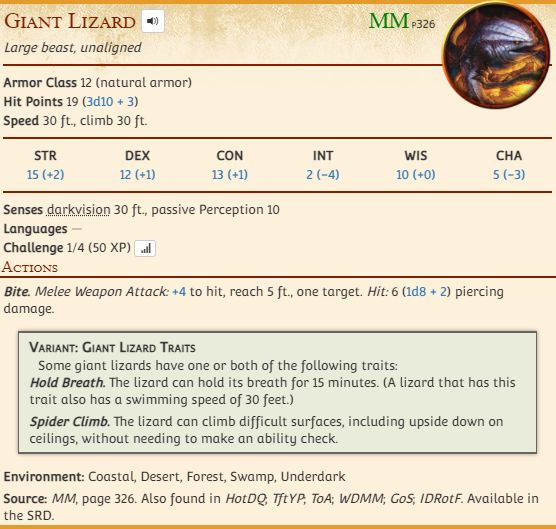 Giant Lizard
MM P326
Large beast, unaligned
Armor Class 12 (natural armor)
Hit Points 19 (3d10 + 3)
Speed 30 ft., climb 30 ft.
STR DEX CON INT WIS CHA
15 (+2) 12 (+1) 13 (+1) 2 (−4) 10 (+0) 5 (−3)
Senses darkvision 30 ft., passive Perception 10
Languages —
Challenge 1/4 (50 XP)
Actions
Bite. Melee Weapon Attack: +4 to hit, reach 5 ft., one target. Hit: 6 (1d8 + 2) piercing
damage.
Variant: Giant Lizard Traits
Some giant lizards have one or both of the following traits:
Hold Breath. The lizard can hold its breath for 15 minutes. (A lizard that has this
trait also has a swimming speed of 30 feet.)
Spider Climb. The lizard can climb difficult surfaces, including upside down on
ceilings, without needing to make an ability check.
Environment: Coastal, Desert, Forest, Swamp, Underdark
Source: MM, page 326. Also found in HotDQ; TftYP; ToA; WDMM; GoS; IDRotF. Available in
the SRD.